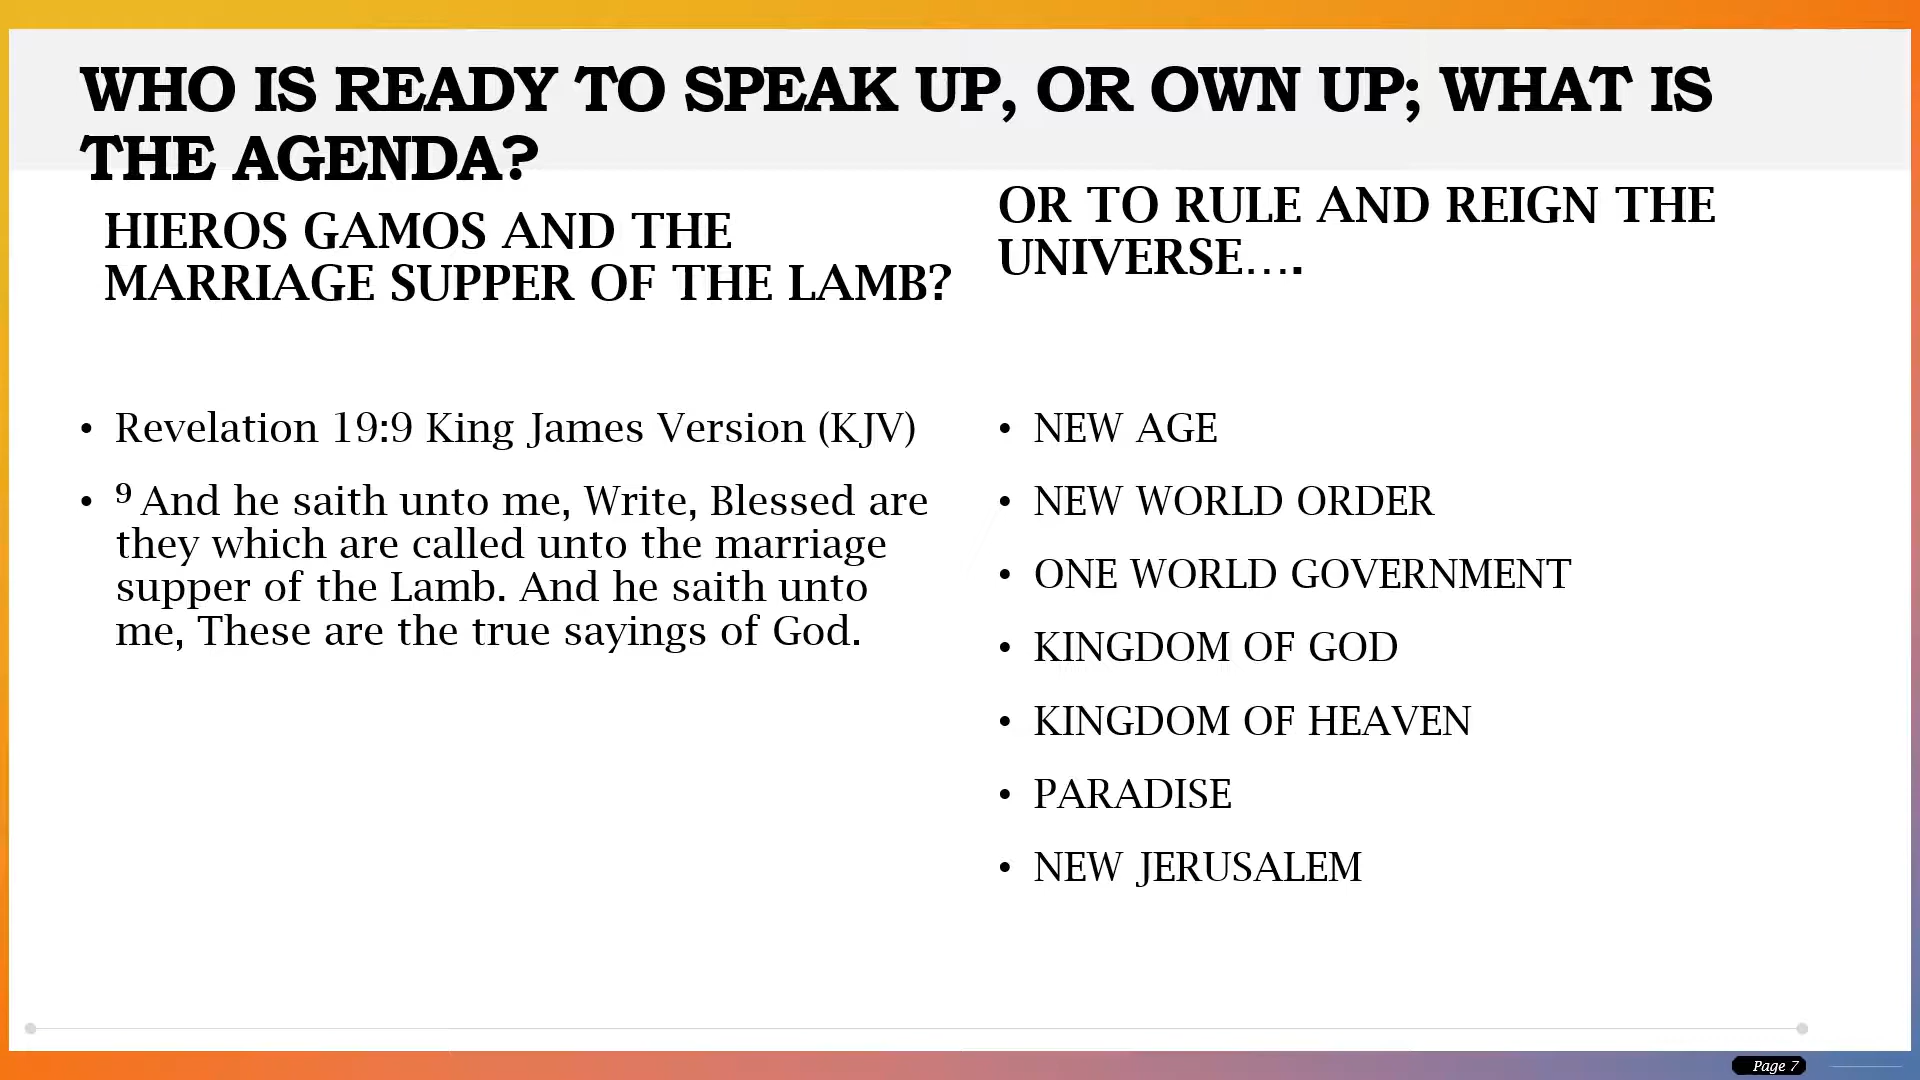 WHO IS READY TO SPEAK UP, OR OWN UP; WHAT IS
THE AGENDA?
HIEROS GAMOS AND THE
MARRIAGE SUPPER OF THE LAMB?
• Revelation 19:9 King James Version (KJV)
• ⁹ And he saith unto me, Write, Blessed are
they which are called unto the marriage
supper of the Lamb. And he saith unto
me, These are the true sayings of God.
OR TO RULE AND REIGN THE
UNIVERSE….
• NEW AGE
• NEW WORLD ORDER
• ONE WORLD GOVERNMENT
• KINGDOM OF GOD
• KINGDOM OF HEAVEN
• PARADISE
• NEW JERUSALEM
Page 7